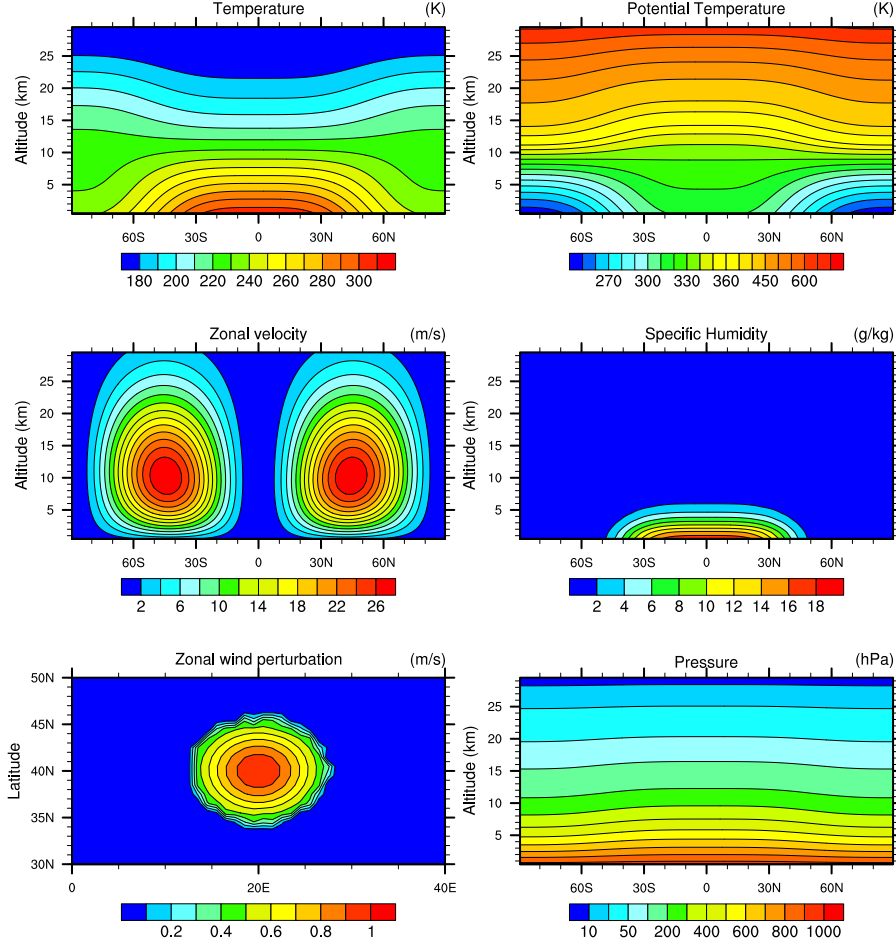 Temperature (K)
Altitude (km)
25
20
15
10
5
60S 30S 0 30N 60N
180 200 220 240 260 280 300
Potential Temperature (K)
Altitude (km)
25
20
15
10
5
60S 30S 0 30N 60N
270 300 330 360 450 600
Zonal velocity (m/s)
Altitude (km)
25
20
15
10
5
60S 30S 0 30N 60N
2 6 10 14 18 22 26
Specific Humidity (g/kg)
Altitude (km)
25
20
15
10
5
60S 30S 0 30N 60N
2 4 6 8 10 12 14 16 18
Zonal wind perturbation (m/s)
Latitude
50N
45N
40N
35N
30N
0 20E 40E
0.2 0.4 0.6 0.8 1
Pressure (hPa)
Altitude (km)
25
20
15
10
5
60S 30S 0 30N 60N
10 50 200 400 600 800 1000